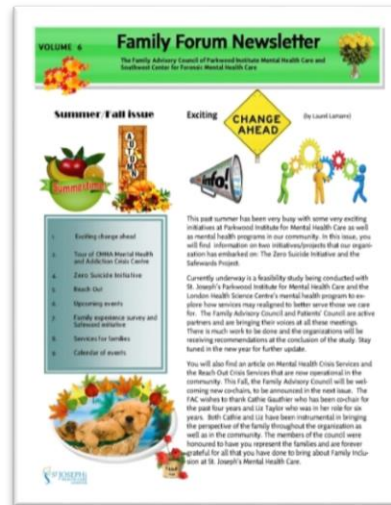 VOLUME 6
Family Forum Newsletter
The Family Advisory Council of Parkwood Institute Mental Health Care and
Southwest Center for Forensic Mental Health Care
Summer/Fall issue
Exciting
CHANGE
AHEAD
(by Laurel Lamarre)
Summertime
AUTUMN
info!
1. Exciting change ahead
3. Tour of CMHA Mental Health
and Addiction Crisis Centre
4. Zero Suicide Initiative
5. Reach Out
6. Upcoming events
7. Family experience survey and
Safeword initiative
8. Services for families
9. Calendar of events
This past summer has been very busy with some very exciting
initiatives at Parkwood Institute for Mental Health Care as well
as mental health programs in our community. In this issue, you
will find information on two initiatives/projects that our organi-
zation has embarked on: The Zero Suicide Initiative and the
Safewards Project.
Currently underway is a feasibility study being conducted with
St. Joseph's Parkwood Institute for Mental Health Care and the
London Health Science Centre's mental health program to ex-
plore how services may realigned to better serve those we care
for. The Family Advisory Council and Patients' Council are active
partners and are bringing their voices at all these meetings.
There is much work to be done and the organizations will be
receiving recommendations at the conclusion of the study. Stay
tuned in the new year for further update.
You will also find an article on Mental Health Crisis Services and
the Reach Out Crisis Services that are now operational in the
community. This Fall, the Family Advisory Council will be wel-
coming new co-chairs, to be announced in the next issue. The
FAC wishes to thank Cathie Gauthier who has been co-chair for
the past four years and Liz Taylor who was in her role for six
years. Both Cathie and Liz have been instrumental in bringing
the perspective of the family throughout the organization as
well as in the community. The members of the council were
honoured to have you represent the families and are forever
grateful for all that you have done to bring about Family Inclu-
sion at St. Joseph's Mental Health Care.
ST JOSEPH'S